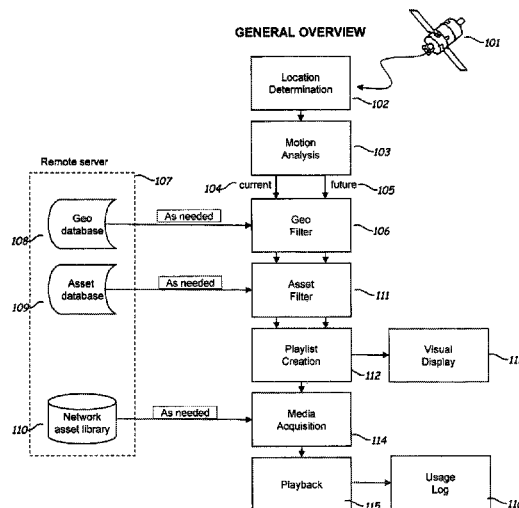 GENERAL OVERVIEW
101
Location
Determination
102
Motion
Analysis
103
Remote server
107
104
current
future
105
Geo
database
108
As needed
Geo
Filter
106
Asset
database
109
As needed
Asset
Filter
111
Playlist
Creation
112
Visual
Display
Network
asset library
110
As needed
Media
Acquisition
114
Playback
115
Usage
Log